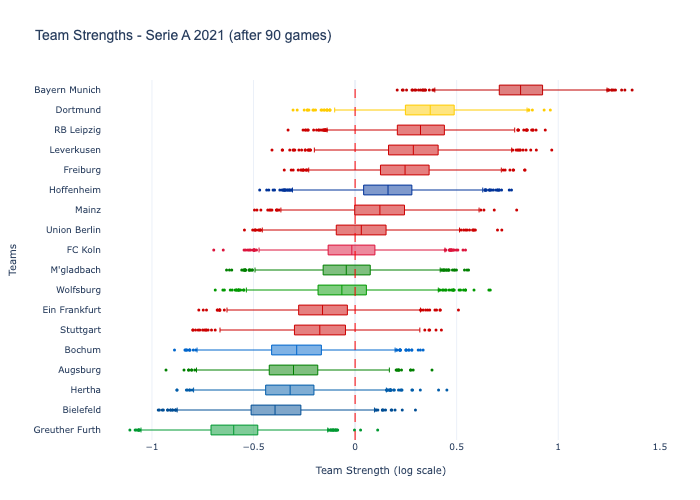 Team Strengths - Serie A 2021 (after 90 games)
Bayern Munich
Dortmund
RB Leipzig
Leverkusen
Freiburg
Hoffenheim
Mainz
Union Berlin
FC Koln
M'gladbach
Wolfsburg
Ein Frankfurt
Stuttgart
Bochum
Augsburg
Hertha
Bielefeld
Greuther Furth
Teams
−1 −0.5 0 0.5 1 1.5
Team Strength (log scale)